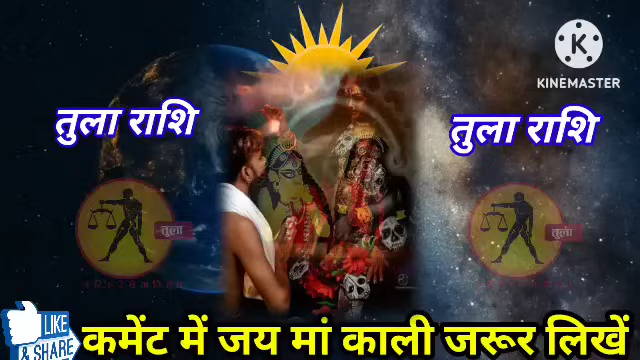 K
KINEMASTER
तुला राशि
तुला राशि
तुला
तुला
LIKE
& SHARE
कमेंट में जय मां काली जरूर लिखें